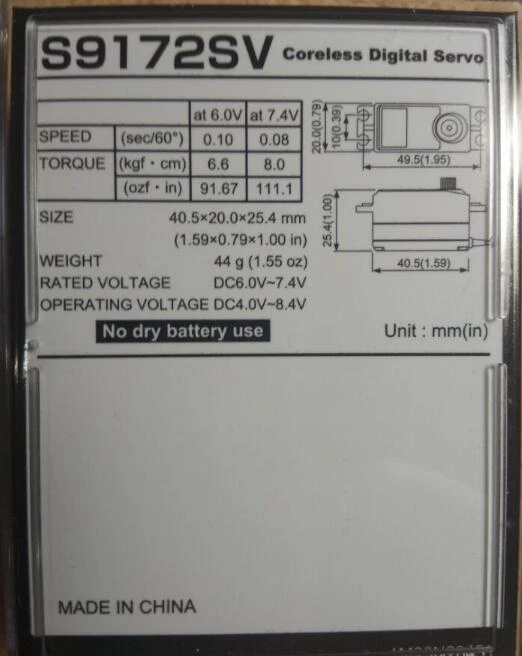 S9172SV Coreless Digital Servo
at 6.0V at 7.4V
SPEED (sec/60°) 0.10 0.08
TORQUE (kgf・cm) 6.6 8.0
(ozf・in) 91.67 111.1
20.0(0.79)
10(0.39)
49.5(1.95)
SIZE 40.5×20.0×25.4 mm
(1.59×0.79×1.00 in)
WEIGHT 44 g (1.55 oz)
RATED VOLTAGE DC6.0V~7.4V
OPERATING VOLTAGE DC4.0V~8.4V
25.4(1.00)
40.5(1.59)
No dry battery use
Unit : mm(in)
MADE IN CHINA